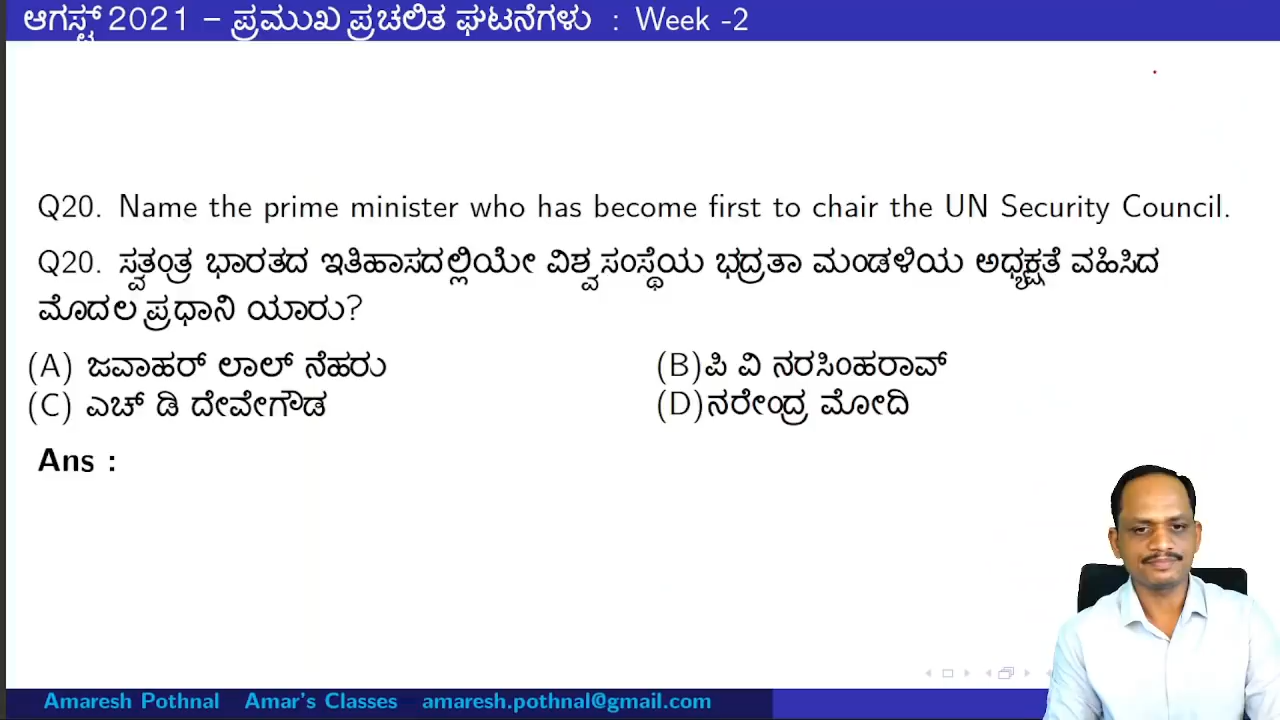 ಆಗಸ್ಟ್ 2021 – ಪ್ರಮುಖ ಪ್ರಚಲಿತ ಘಟನೆಗಳು : Week -2
Q20. Name the prime minister who has become first to chair the UN Security Council.
Q20. ಸ್ವತಂತ್ರ ಭಾರತದ ಇತಿಹಾಸದಲ್ಲಿಯೇ ವಿಶ್ವಸಂಸ್ಥೆಯ ಭದ್ರತಾ ಮಂಡಳಿಯ ಅಧ್ಯಕ್ಷತೆ ವಹಿಸಿದ
ಮೊದಲ ಪ್ರಧಾನಿ ಯಾರು?
(A) ಜವಾಹರ್ ಲಾಲ್ ನೆಹರು (B)ಪಿ ವಿ ನರಸಿಂಹರಾವ್
(C) ಎಚ್ ಡಿ ದೇವೇಗೌಡ (D)ನರೇಂದ್ರ ಮೋದಿ
Ans :
Amaresh Pothnal Amar's Classes amaresh.pothnal@gmail.com